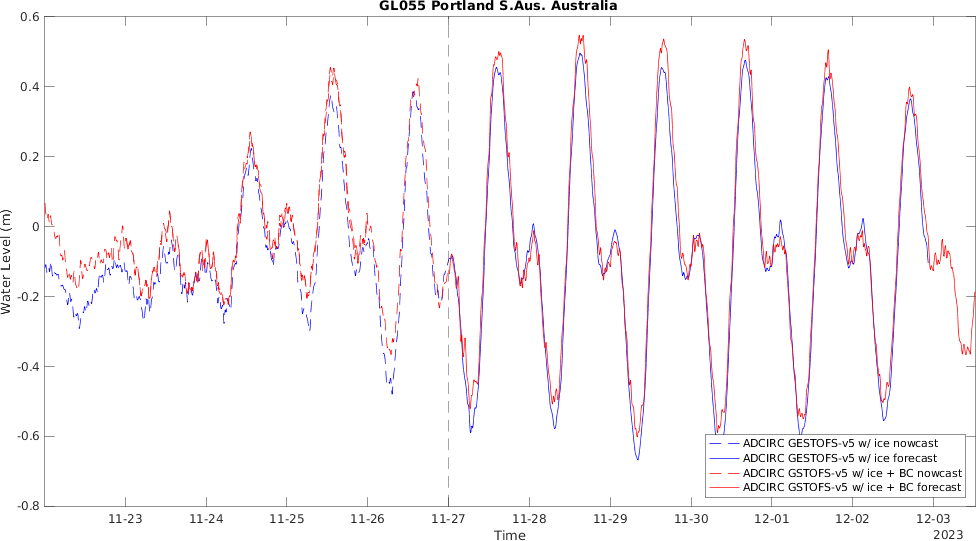 GL055 Portland S.Aus. Australia
0.6
0.4
0.2
0
-0.2
-0.4
-0.6
-0.8
Water Level (m)
ADCIRC GESTOFS-v5 w/ ice nowcast
ADCIRC GESTOFS-v5 w/ ice forecast
ADCIRC GSTOFS-v5 w/ ice + BC nowcast
ADCIRC GSTOFS-v5 w/ ice + BC forecast
11-23 11-24 11-25 11-26 11-27 11-28 11-29 11-30 12-01 12-02 12-03
Time
2023